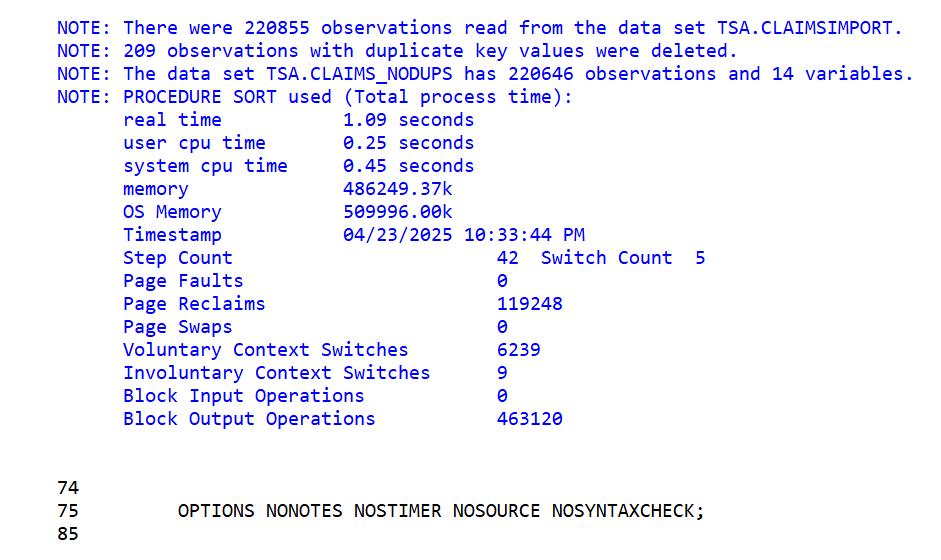 NOTE: There were 220855 observations read from the data set TSA.CLAIMSIMPORT.
NOTE: 209 observations with duplicate key values were deleted.
NOTE: The data set TSA.CLAIMS_NODUPS has 220646 observations and 14 variables.
NOTE: PROCEDURE SORT used (Total process time):
real time 1.09 seconds
user cpu time 0.25 seconds
system cpu time 0.45 seconds
memory 486249.37k
OS Memory 509996.00k
Timestamp 04/23/2025 10:33:44 PM
Step Count 42 Switch Count 5
Page Faults 0
Page Reclaims 119248
Page Swaps 0
Voluntary Context Switches 6239
Involuntary Context Switches 9
Block Input Operations 0
Block Output Operations 463120
74
75 OPTIONS NONOTES NOSTIMER NOSOURCE NOSYNTAXCHECK;
85